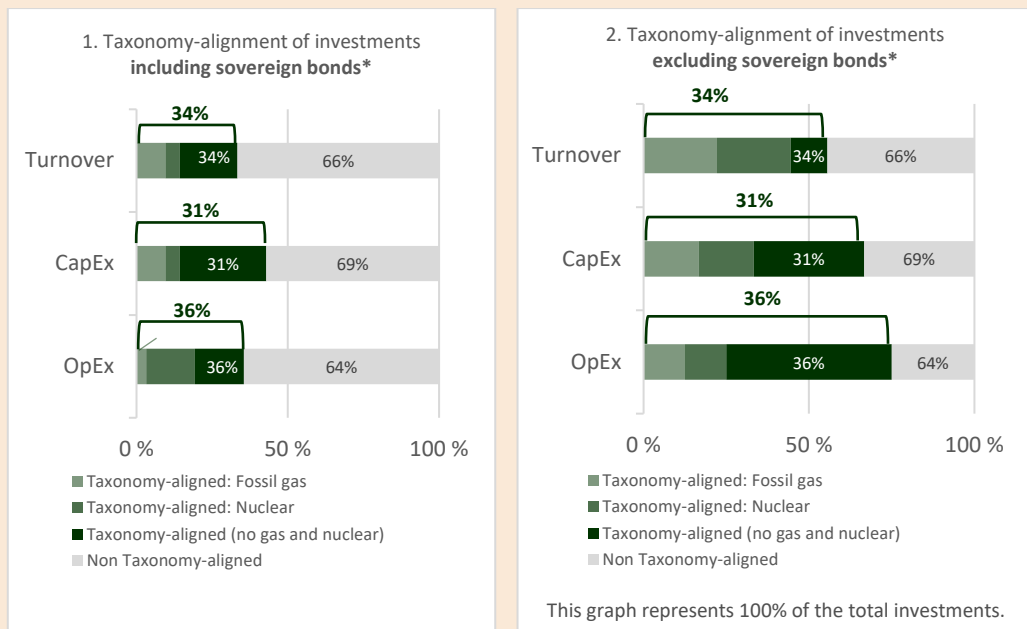 1. Taxonomy-alignment of investments
including sovereign bonds*
34%
Turnover
34%
66%
31%
CapEx
31%
69%
36%
OpEx
36%
64%
0 %
50 %
100 %
Taxonomy-aligned: Fossil gas
Taxonomy-aligned: Nuclear
Taxonomy-aligned (no gas and nuclear)
Non Taxonomy-aligned
2. Taxonomy-alignment of investments
excluding sovereign bonds*
34%
Turnover
34%
66%
31%
CapEx
31%
69%
36%
OpEx
36%
64%
0 %
50 %
100 %
Taxonomy-aligned: Fossil gas
Taxonomy-aligned: Nuclear
Taxonomy-aligned (no gas and nuclear)
Non Taxonomy-aligned
This graph represents 100% of the total investments.